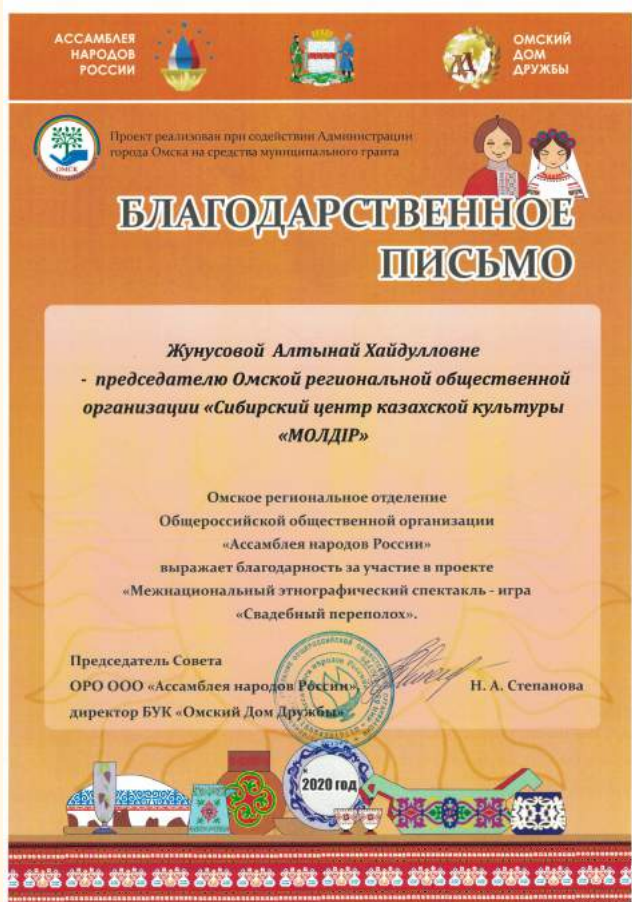 АССАМБЛЕЯ
НАРОДОВ
РОССИИ
ОМСКИЙ
ДОМ
ДРУЖБЫ
ОМСК
Проект реализован при содействии Администрации
города Омска на средства муниципального гранта
БЛАГОДАРСТВЕННОЕ
ПИСЬМО
Жунусовой Алтынай Хайдулловне
- председателю Омской региональной общественной
организации «Сибирский центр казахской культуры
«МОЛДІР»
Омское региональное отделение
Общероссийской общественной организации
«Ассамблея народов России»
выражает благодарность за участие в проекте
«Межнациональный этнографический спектакль - игра
«Свадебный переполох».
Председатель Совета
ОРО ООО «Ассамблея народов России»,
директор БУК «Омский Дом Дружбы»
Н. А. Степанова
2020 год